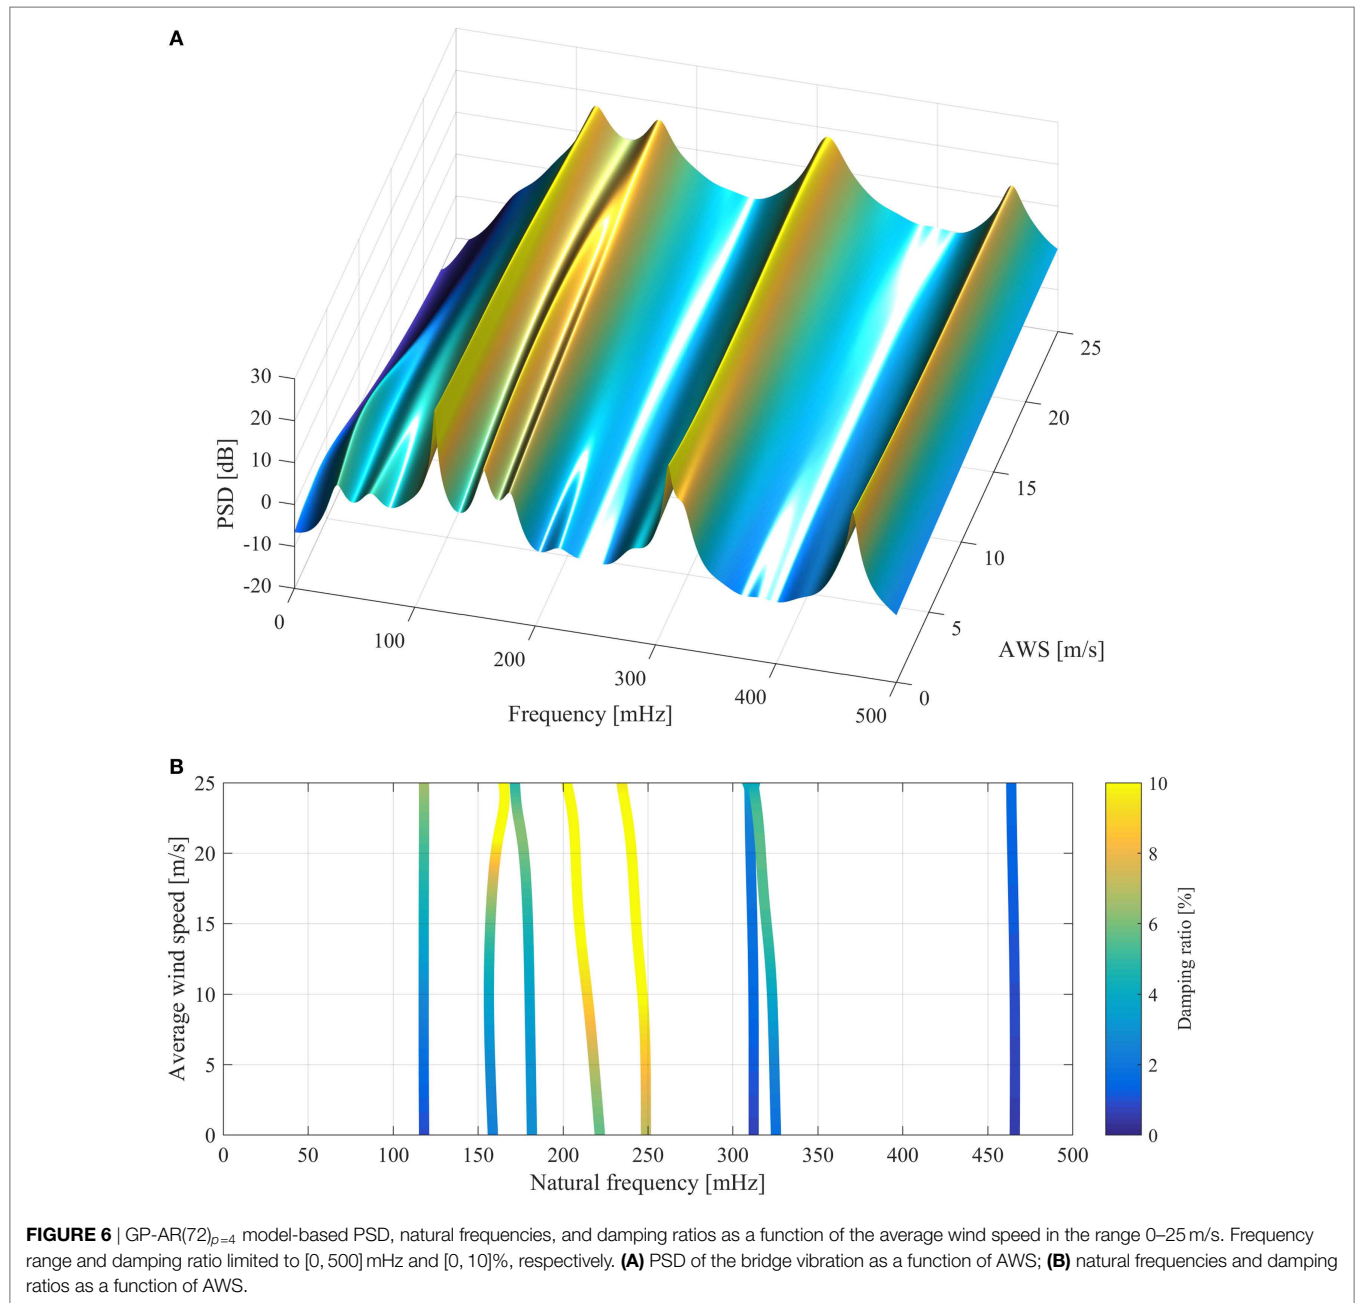 A
30
20
10
0
-10
-20
PSD [dB]
0
100
200
300
400
500
Frequency [mHz]
25
20
15
10
5
0
AWS [m/s]
B
25
20
15
10
5
0
Average wind speed [m/s]
0 50 100 150 200 250 300 350 400 450 500
Natural frequency [mHz]
10
8
6
4
2
0
Damping ratio [%]
FIGURE 6 | GP-AR(72)p=4 model-based PSD, natural frequencies, and damping ratios as a function of the average wind speed in the range 0–25 m/s. Frequency
range and damping ratio limited to [0, 500] mHz and [0, 10]%, respectively. (A) PSD of the bridge vibration as a function of AWS; (B) natural frequencies and damping
ratios as a function of AWS.